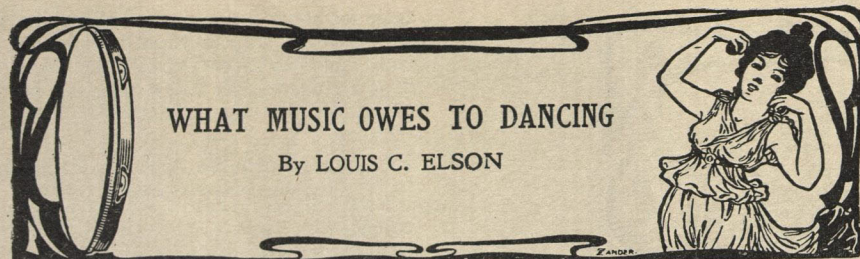 WHAT MUSIC OWES TO DANCING
By LOUIS C. ELSON
ZANDER.